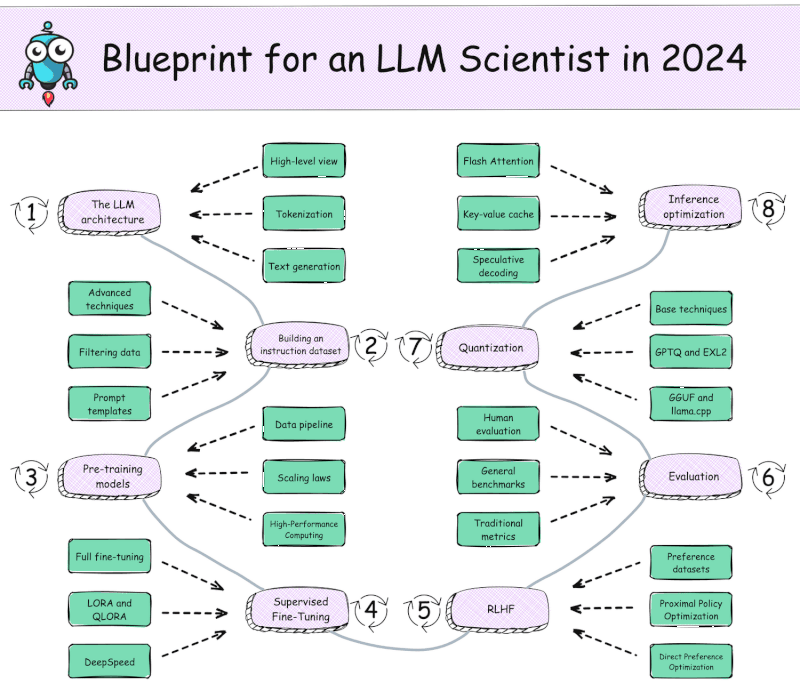 Blueprint for an LLM Scientist in 2024
1
The LLM
architecture
High-level view
Tokenization
Text generation
Advanced
techniques
Filtering data
Prompt
templates
Building an
instruction dataset
2
3
Pre-training
models
Data pipeline
Scaling laws
High-Performance
Computing
Full fine-tuning
LORA and
QLORA
DeepSpeed
Supervised
Fine-Tuning
4
5
RLHF
Preference
datasets
Proximal Policy
Optimization
Direct Preference
Optimization
Human
evaluation
General
benchmarks
Traditional
metrics
Evaluation
6
7
Quantization
Base techniques
GPTQ and EXL2
GGUF and
llama.cpp
Flash Attention
Key-value cache
Speculative
decoding
Inference
optimization
8